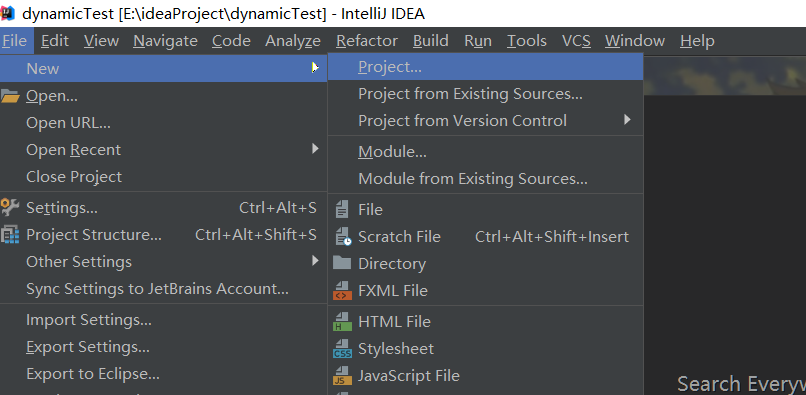 dynamicTest [E:\ideaProject\dynamicTest] - IntelliJ IDEA
File Edit View Navigate Code Analyze Refactor Build Run Tools VCS Window Help
New
Open...
Open URL...
Open Recent
Close Project
Settings... Ctrl+Alt+S
Project Structure... Ctrl+Alt+Shift+S
Other Settings
Sync Settings to JetBrains Account...
Import Settings...
Export Settings...
Export to Eclipse...
Project...
Project from Existing Sources...
Project from Version Control
Module...
Module from Existing Sources...
File
Scratch File Ctrl+Alt+Shift+Insert
Directory
FXML File
HTML File
Stylesheet
JavaScript File
Search